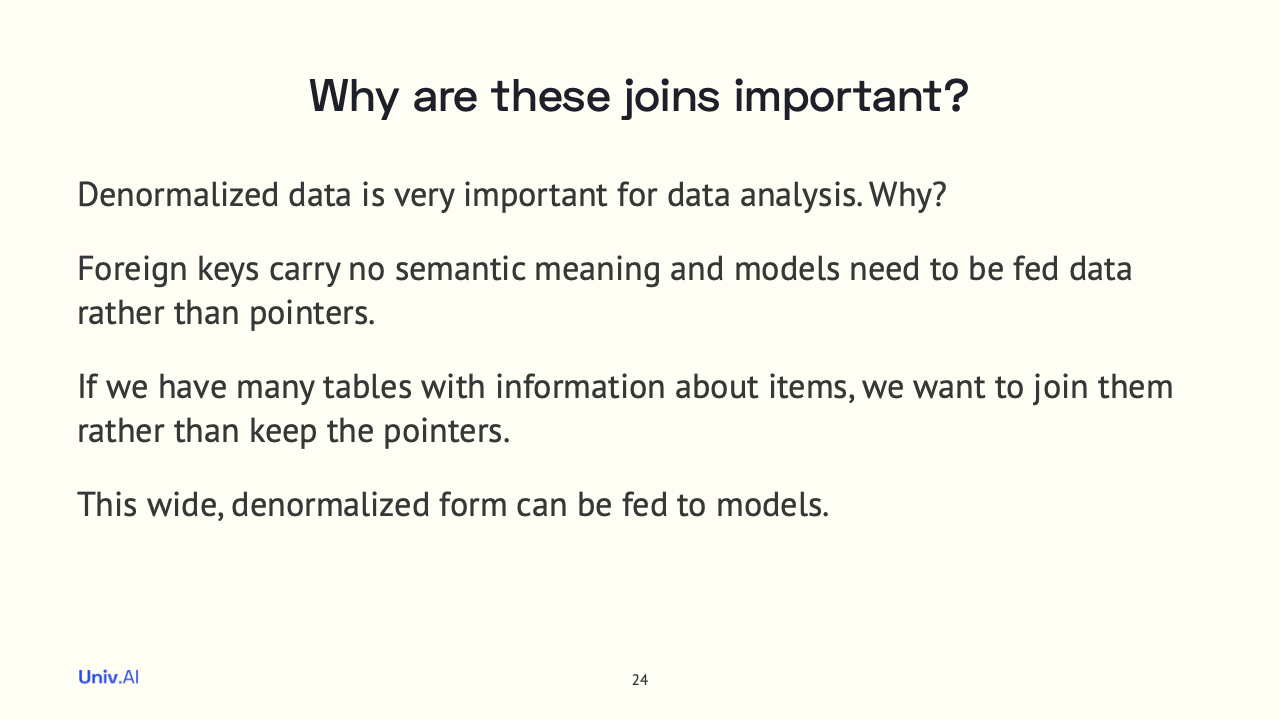 Why are these joins important?
Denormalized data is very important for data analysis. Why?
Foreign keys carry no semantic meaning and models need to be fed data
rather than pointers.
If we have many tables with information about items, we want to join them
rather than keep the pointers.
This wide, denormalized form can be fed to models.
Univ.AI
24